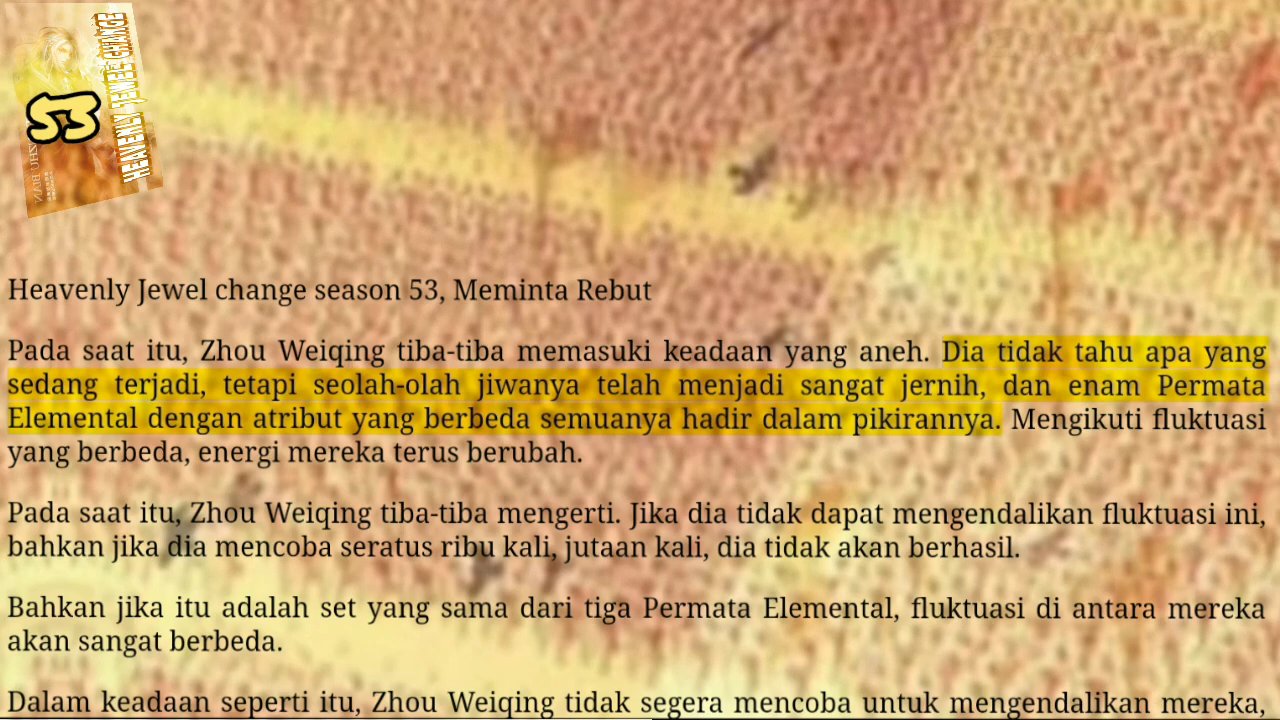 HEAVENLY JEWEL CHANGE
53
Heavenly Jewel change season 53, Meminta Rebut
Pada saat itu, Zhou Weiqing tiba-tiba memasuki keadaan yang aneh. Dia tidak tahu apa yang
sedang terjadi, tetapi seolah-olah jiwanya telah menjadi sangat jernih, dan enam Permata
Elemental dengan atribut yang berbeda semuanya hadir dalam pikirannya. Mengikuti fluktuasi
yang berbeda, energi mereka terus berubah.
Pada saat itu, Zhou Weiqing tiba-tiba mengerti. Jika dia tidak dapat mengendalikan fluktuasi ini,
bahkan jika dia mencoba seratus ribu kali, jutaan kali, dia tidak akan berhasil.
Bahkan jika itu adalah set yang sama dari tiga Permata Elemental, fluktuasi di antara mereka
akan sangat berbeda.
Dalam keadaan seperti itu, Zhou Weiqing tidak segera mencoba untuk mengendalikan mereka,